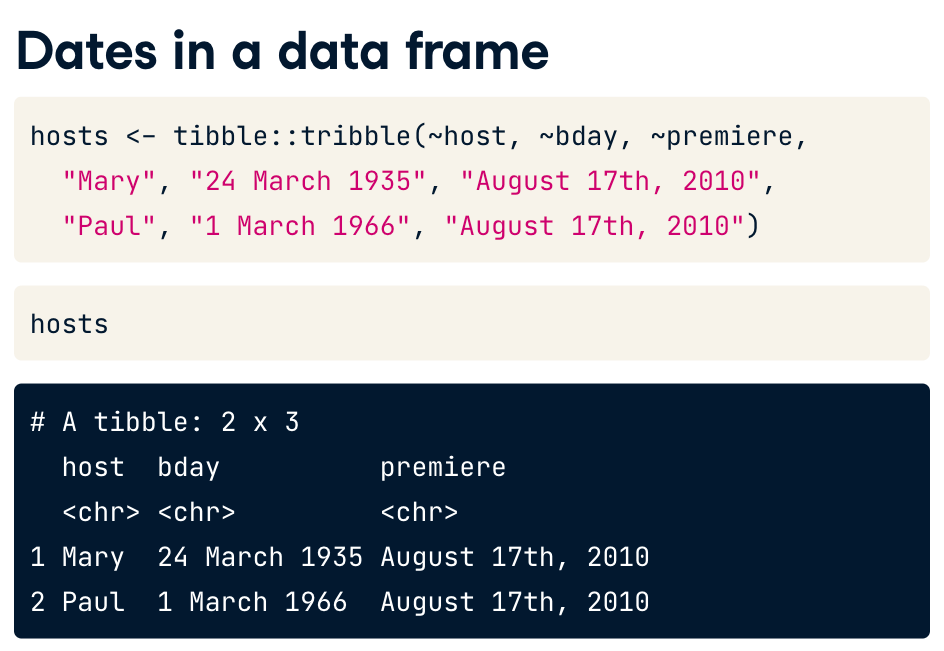 Dates in a data frame
hosts <- tibble::tribble(~host, ~bday, ~premiere,
  "Mary", "24 March 1935", "August 17th, 2010",
  "Paul", "1 March 1966", "August 17th, 2010")
hosts
# A tibble: 2 x 3
  host  bday          premiere
  <chr> <chr>         <chr>
1 Mary  24 March 1935 August 17th, 2010
2 Paul  1 March 1966  August 17th, 2010